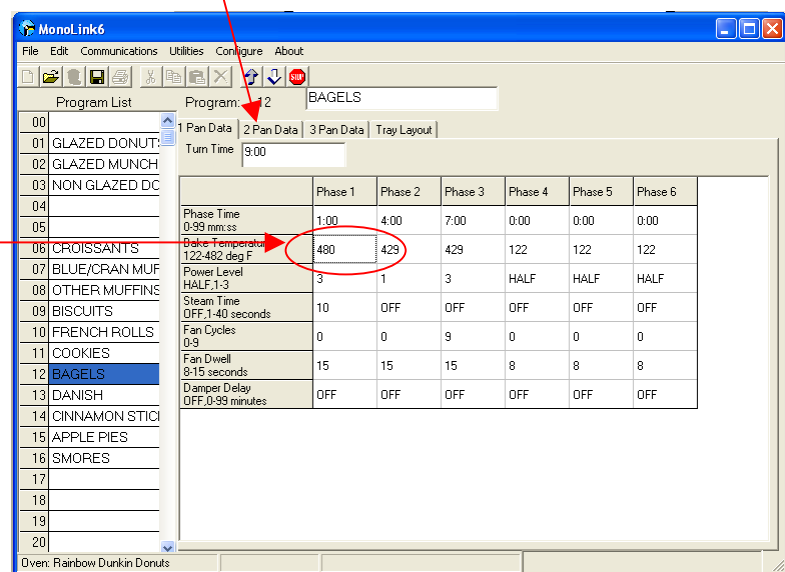 MonoLink6
File Edit Communications Utilities Configure About
Program List
Program: 12 BAGELS
1 Pan Data 2 Pan Data 3 Pan Data Tray Layout
Turn Time 9:00
00
01 GLAZED DONUTS
02 GLAZED MUNCH
03 NON GLAZED DO
04
05
06 CROISSANTS
07 BLUE/CRAN MUF
08 OTHER MUFFINS
09 BISCUITS
10 FRENCH ROLLS
11 COOKIES
12 BAGELS
13 DANISH
14 CINNAMON STICI
15 APPLE PIES
16 SMORES
17
18
19
20
Phase 1 Phase 2 Phase 3 Phase 4 Phase 5 Phase 6
Phase Time
0-99 mm:ss
1:00 4:00 7:00 0:00 0:00 0:00
Bake Temperature
122-482 deg F
480 429 429 122 122 122
Power Level
HALF,1-3
3 1 3 HALF HALF HALF
Steam Time
OFF,1-40 seconds
10 OFF OFF OFF OFF OFF
Fan Cycles
0-9
0 0 9 0 0 0
Fan Dwell
8-15 seconds
15 15 15 8 8 8
Damper Delay
OFF,0-99 minutes
OFF OFF OFF OFF OFF OFF
Oven: Rainbow Dunkin Donuts